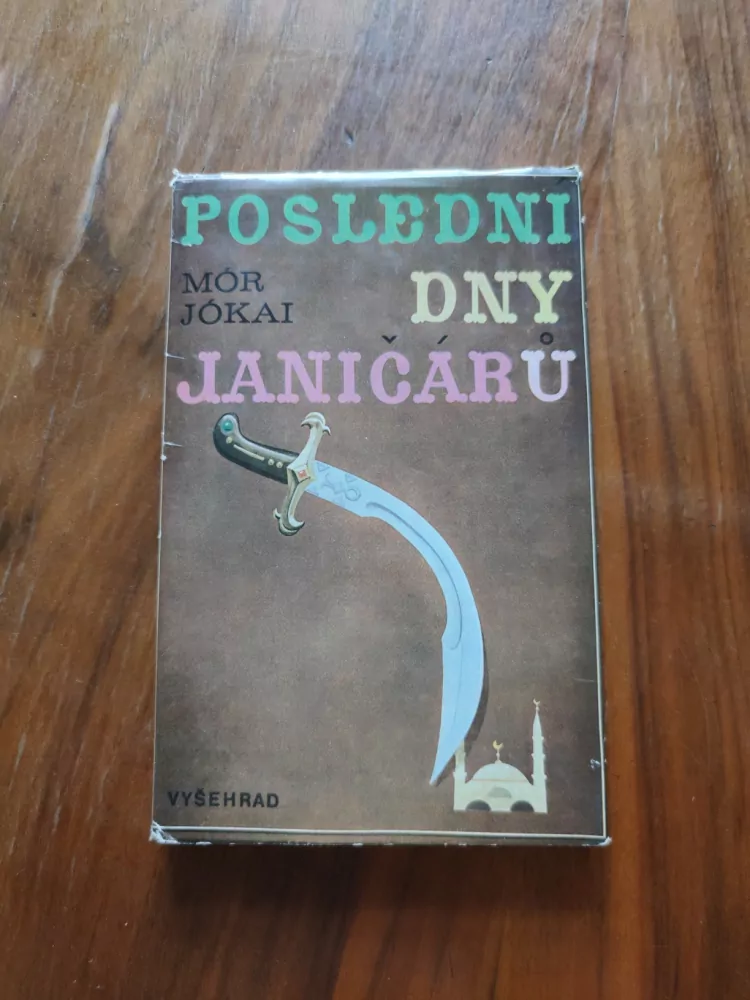 POSLEDNI
MÓR
JÓKAI
DNY
JANIČÁRŮ
VYŠEHRAD